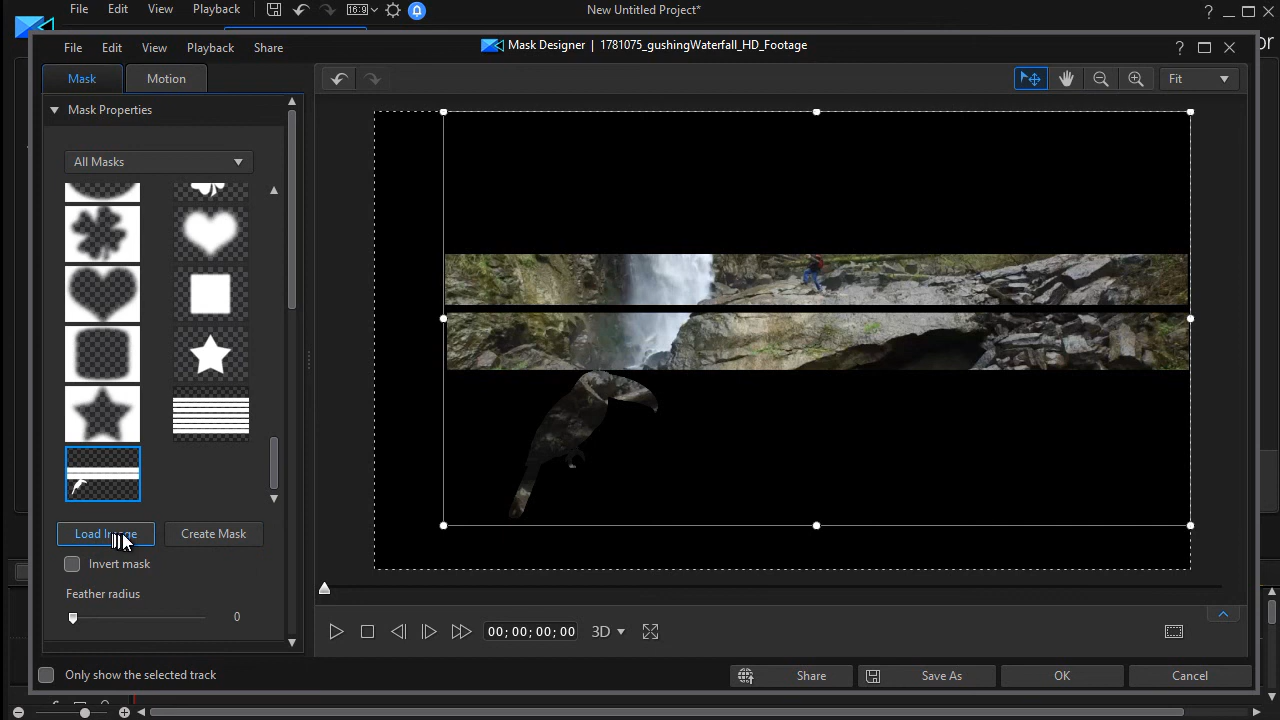 File Edit View Playback 16:9 New Untitled Project* ?
File Edit View Playback Share Mask Designer | 1781075_gushingWaterfall_HD_Footage ?
Mask Motion Fit
Mask Properties
All Masks
Load Image Create Mask
Invert mask
Feather radius
0
00; 00; 00; 00 3D
Only show the selected track Share Save As OK Cancel